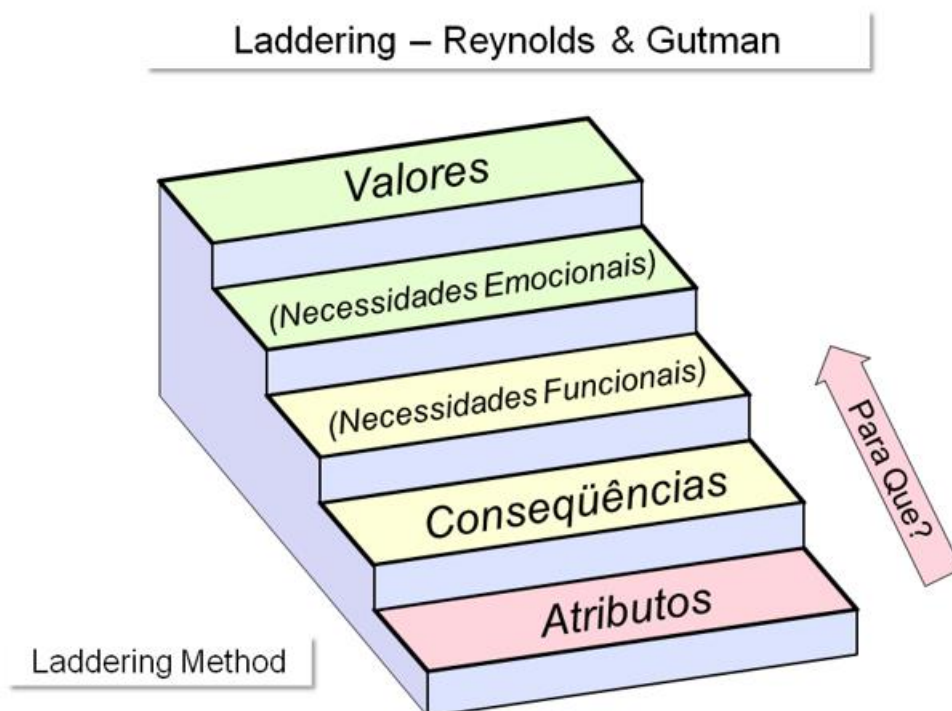 Laddering – Reynolds & Gutman
Valores
(Necessidades Emocionais)
(Necessidades Funcionais)
Conseqüências
Atributos
Para Que?
Laddering Method